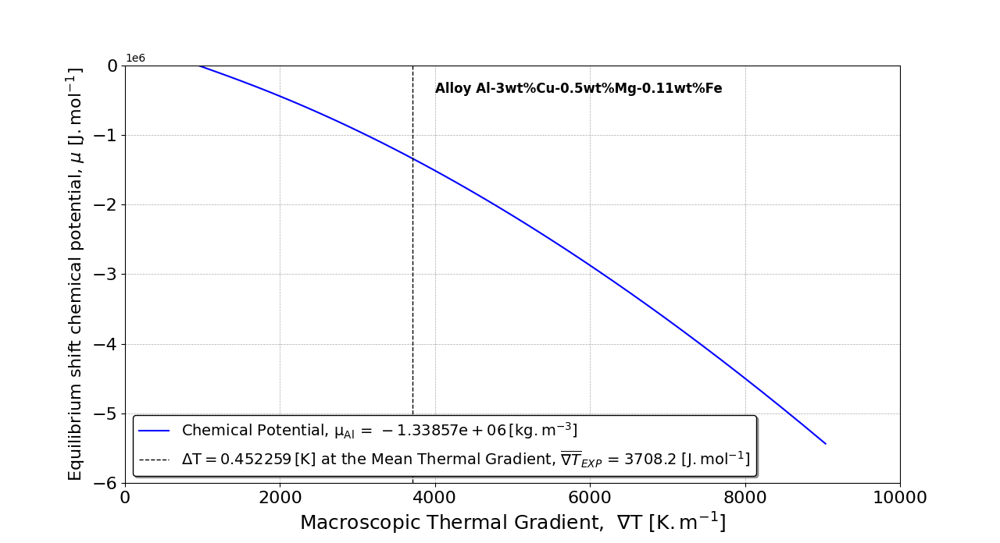 1e6
Alloy Al-3wt%Cu-0.5wt%Mg-0.11wt%Fe
Equilibrium shift chemical potential, μ [J.mol⁻¹]
0
−1
−2
−3
−4
−5
−6
Chemical Potential, μ_Al = −1.33857e+06 [kg.m⁻³]
ΔT = 0.452259 [K] at the Mean Thermal Gradient, ∇̅T̅_EXP = 3708.2 [J.mol⁻¹]
0 2000 4000 6000 8000 10000
Macroscopic Thermal Gradient, ∇T [K.m⁻¹]